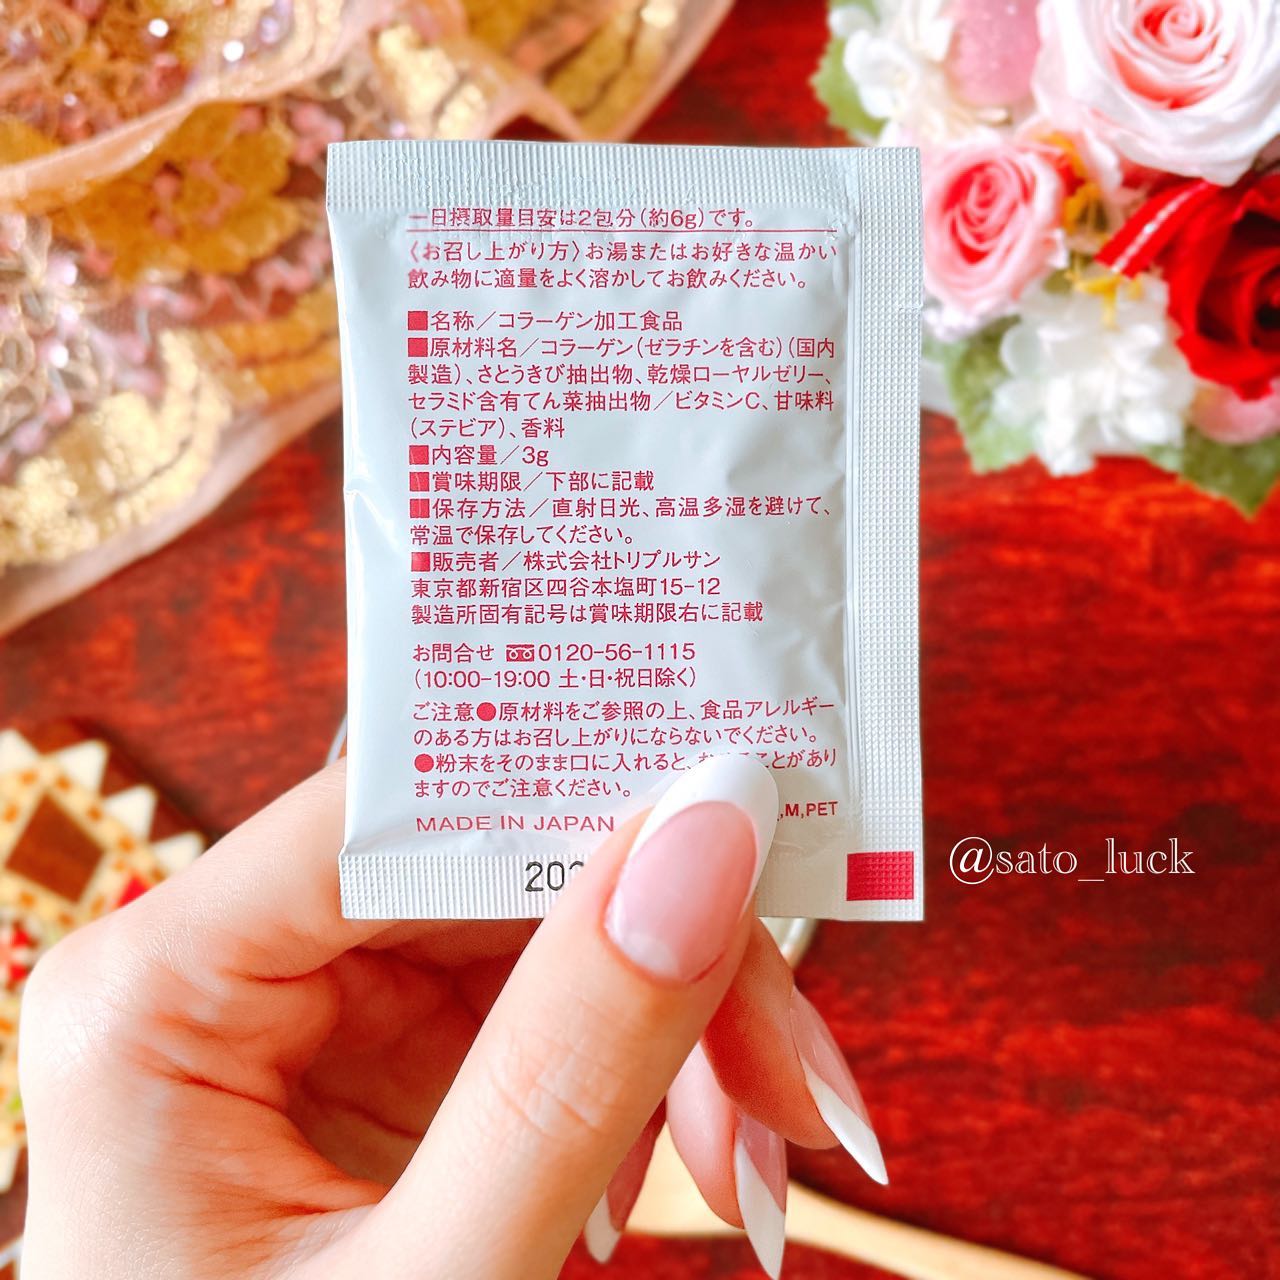 一日摂取量目安は2包分(約6g)です。
〈お召し上がり方〉お湯またはお好きな温かい
飲み物に適量をよく溶かしてお飲みください。
■名称/コラーゲン加工食品
■原材料名/コラーゲン(ゼラチンを含む)(国内
製造)、さとうきび抽出物、乾燥ローヤルゼリー、
セラミド含有てん菜抽出物/ビタミンC、甘味料
(ステビア)、香料
■内容量/3g
■賞味期限/下部に記載
■保存方法/直射日光、高温多湿を避けて、
常温で保存してください。
■販売者/株式会社トリプルサン
東京都新宿区四谷本塩町15-12
製造所固有記号は賞味期限右に記載
お問合せ 0120-56-1115
(10:00-19:00 土・日・祝日除く)
ご注意●原材料をご参照の上、食品アレルギー
のある方はお召し上がりにならないでください。
●粉末をそのまま口に入れると、ことがあり
ますのでご注意ください。
MADE IN JAPAN
,M,PET
202
@sato_luck